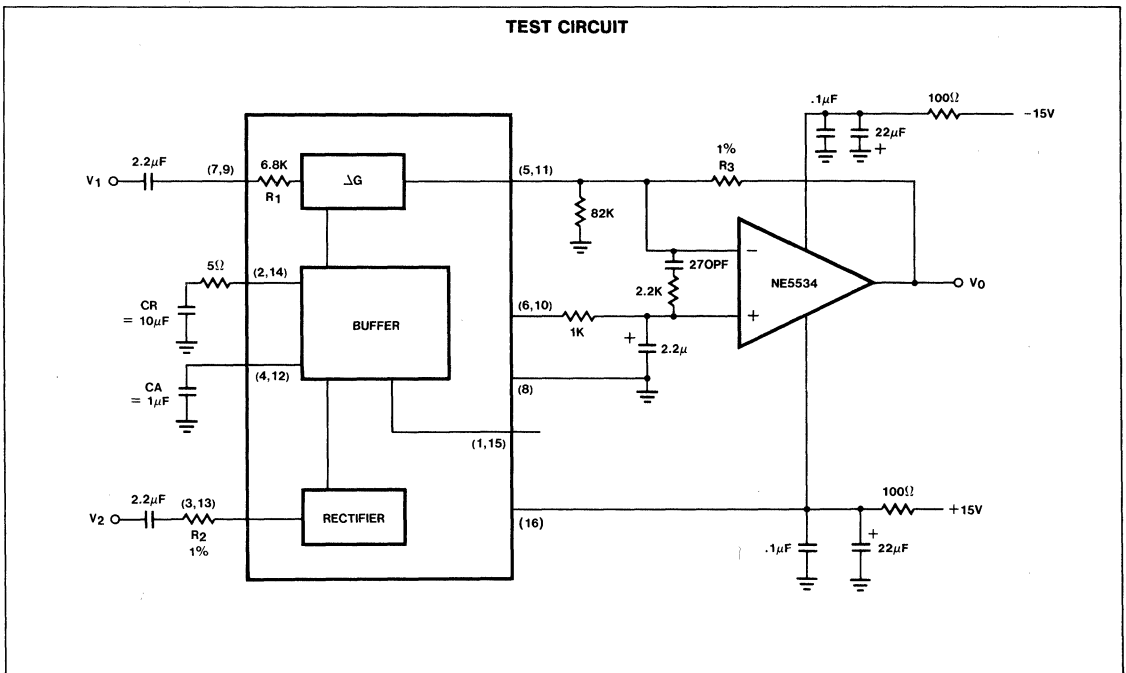 TEST CIRCUIT
.1μF
100Ω
−15V
22μF
+
2.2μF
(7,9)
6.8K
V1
R1
ΔG
(5,11)
1%
R3
82K
5Ω
(2,14)
270PF
2.2K
−
NE5534
V0
CR
= 10μF
BUFFER
(6,10)
1K
+
+
2.2μ
CA
= 1μF
(4,12)
(8)
(1,15)
2.2μF
(3,13)
V2
R2
1%
RECTIFIER
(16)
100Ω
+15V
.1μF
+
22μF